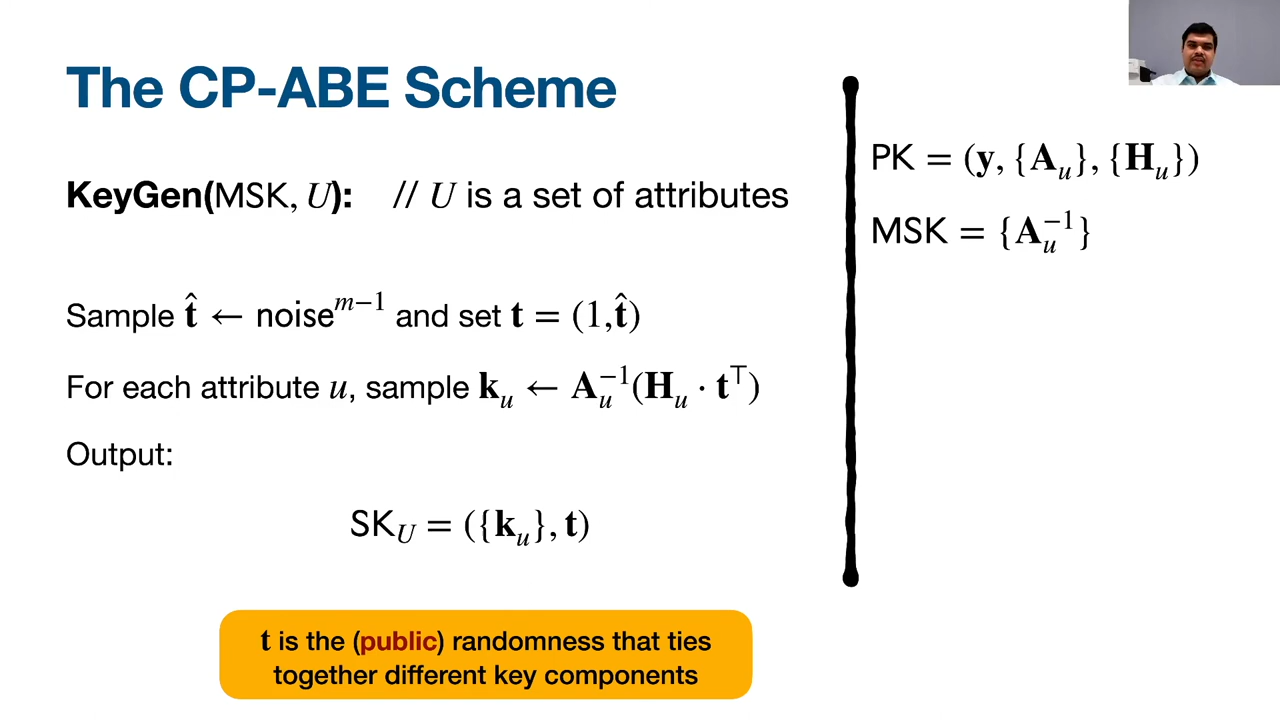 The CP-ABE Scheme
KeyGen(MSK, U): // U is a set of attributes
Sample t̂ ← noise^{m−1} and set t = (1,t̂)
For each attribute u, sample k_u ← A_u^{−1}(H_u · t^⊤)
Output:
SK_U = ({k_u}, t)
t is the (public) randomness that ties
together different key components
PK = (y, {A_u}, {H_u})
MSK = {A_u^{−1}}